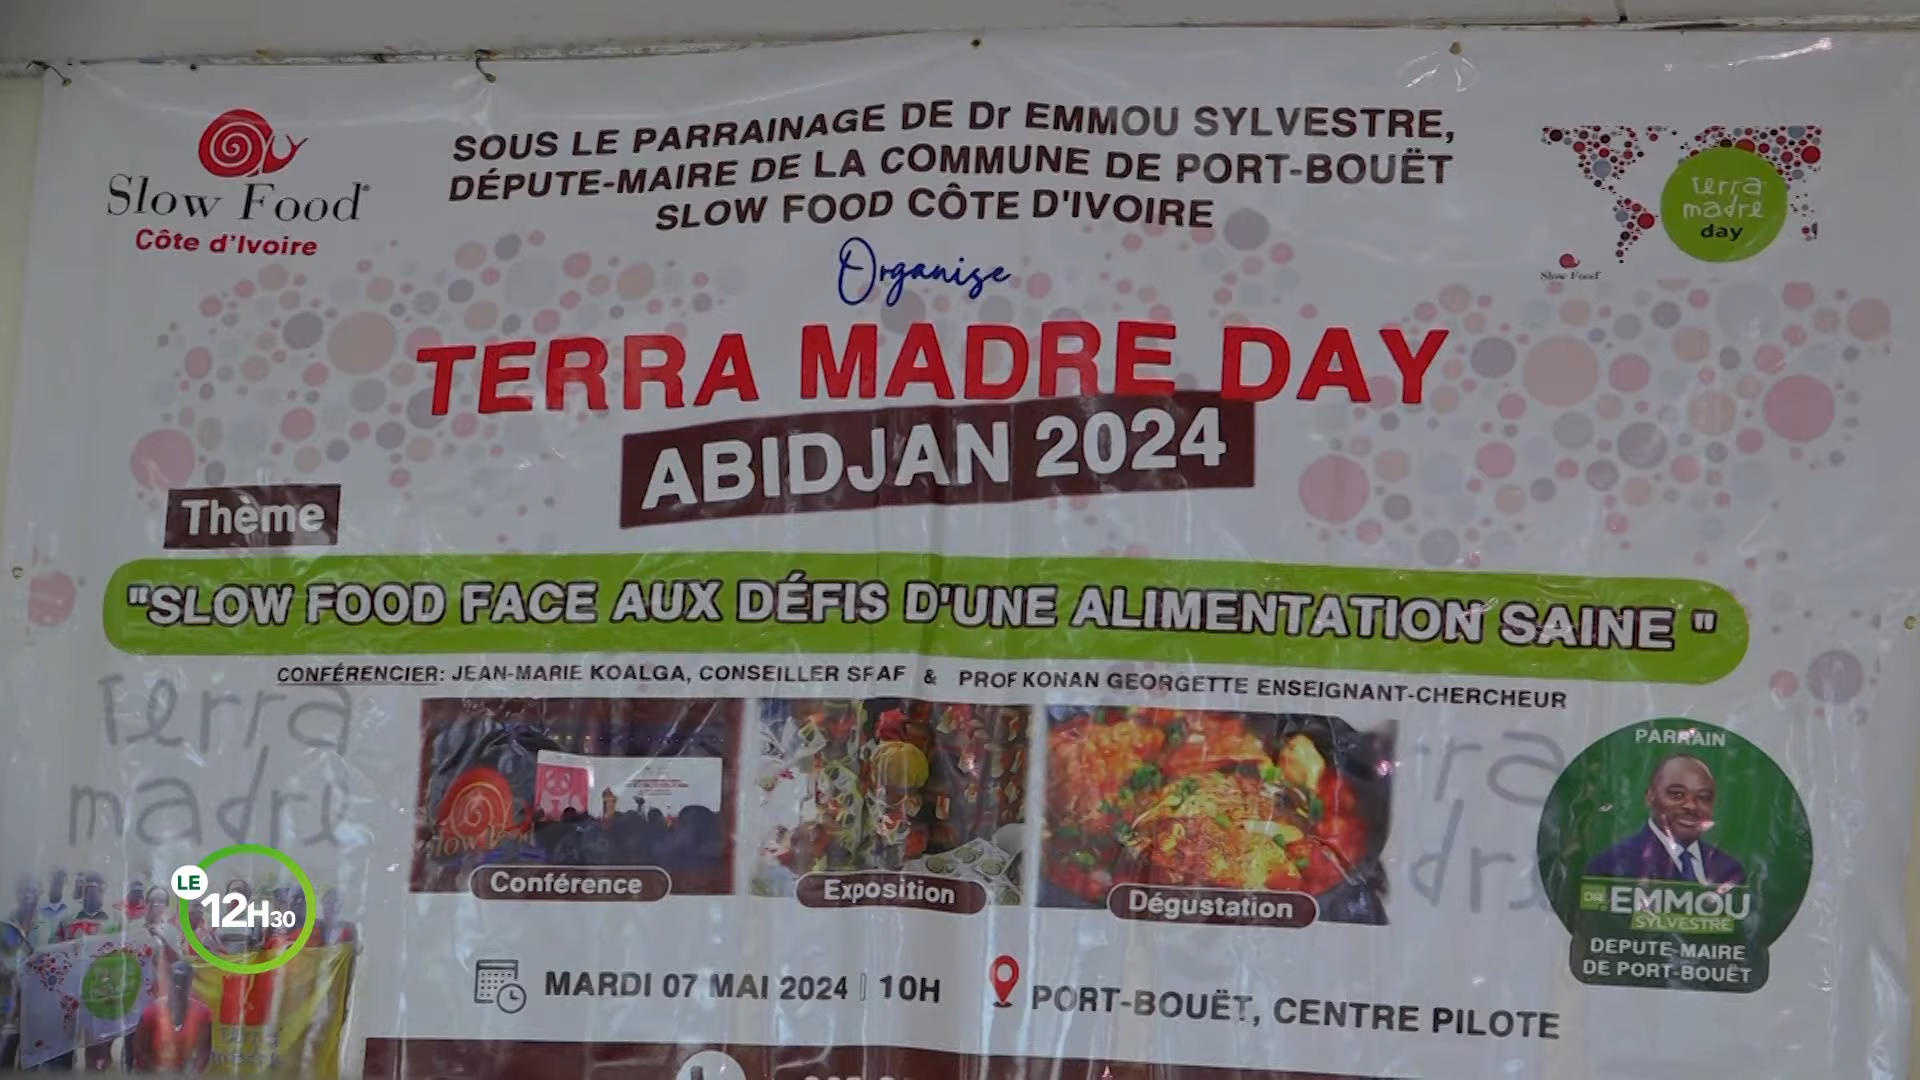 Slow Food®
Côte d'Ivoire
SOUS LE PARRAINAGE DE Dr EMMOU SYLVESTRE,
DÉPUTE-MAIRE DE LA COMMUNE DE PORT-BOUËT
SLOW FOOD CÔTE D'IVOIRE
terra
madre
day
Slow Food
Organise
TERRA MADRE DAY
ABIDJAN 2024
Thème
"SLOW FOOD FACE AUX DÉFIS D'UNE ALIMENTATION SAINE "
CONFÉRENCIER: JEAN-MARIE KOALGA, CONSEILLER SFAF & PROF KONAN GEORGETTE ENSEIGNANT-CHERCHEUR
terra
madre
Slow Food
Conférence
Exposition
Dégustation
PARRAIN
DR. EMMOU
SYLVESTRE
DEPUTE-MAIRE
DE PORT-BOUËT
LE
12H30
MARDI 07 MAI 2024 | 10H
PORT-BOUËT, CENTRE PILOTE